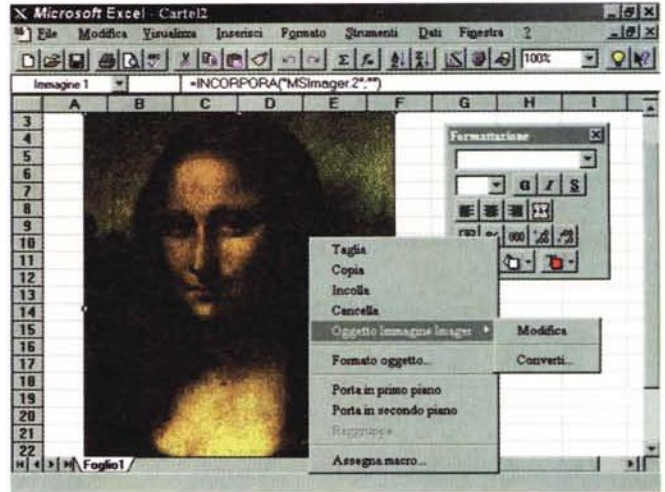 Microsoft Excel - Cartel2
File Modifica Visualizza Inserisci Formato Strumenti Dati Finestra ?
100%
Immagine 1 =INCORPORA("MSimager.2";"")
A B C D E F G H I
3
4
Formattazione
5
6
7 G I S
8
9
000
10
Taglia
11
Copia
12
Incolla
13
Cancella
14
15
Oggetto Immagine Imager Modifica
16
Formato oggetto... Converti...
17
18
Porta in primo piano
19
Porta in secondo piano
20
Raggruppa
21
Assegna macro...
22
Foglio1